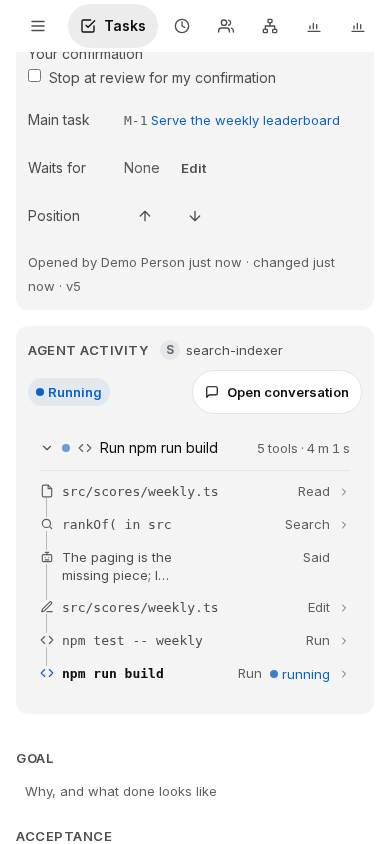 Tasks
Your confirmation
Stop at review for my confirmation
Main task M-1 Serve the weekly leaderboard
Waits for None Edit
Position
Opened by Demo Person just now · changed just
now · v5
AGENT ACTIVITY S search-indexer
Running Open conversation
Run npm run build 5 tools · 4 m 1 s
src/scores/weekly.ts Read
rankOf( in src Search
The paging is the Said
missing piece; I…
src/scores/weekly.ts Edit
npm test -- weekly Run
npm run build Run running
GOAL
Why, and what done looks like
ACCEPTANCE